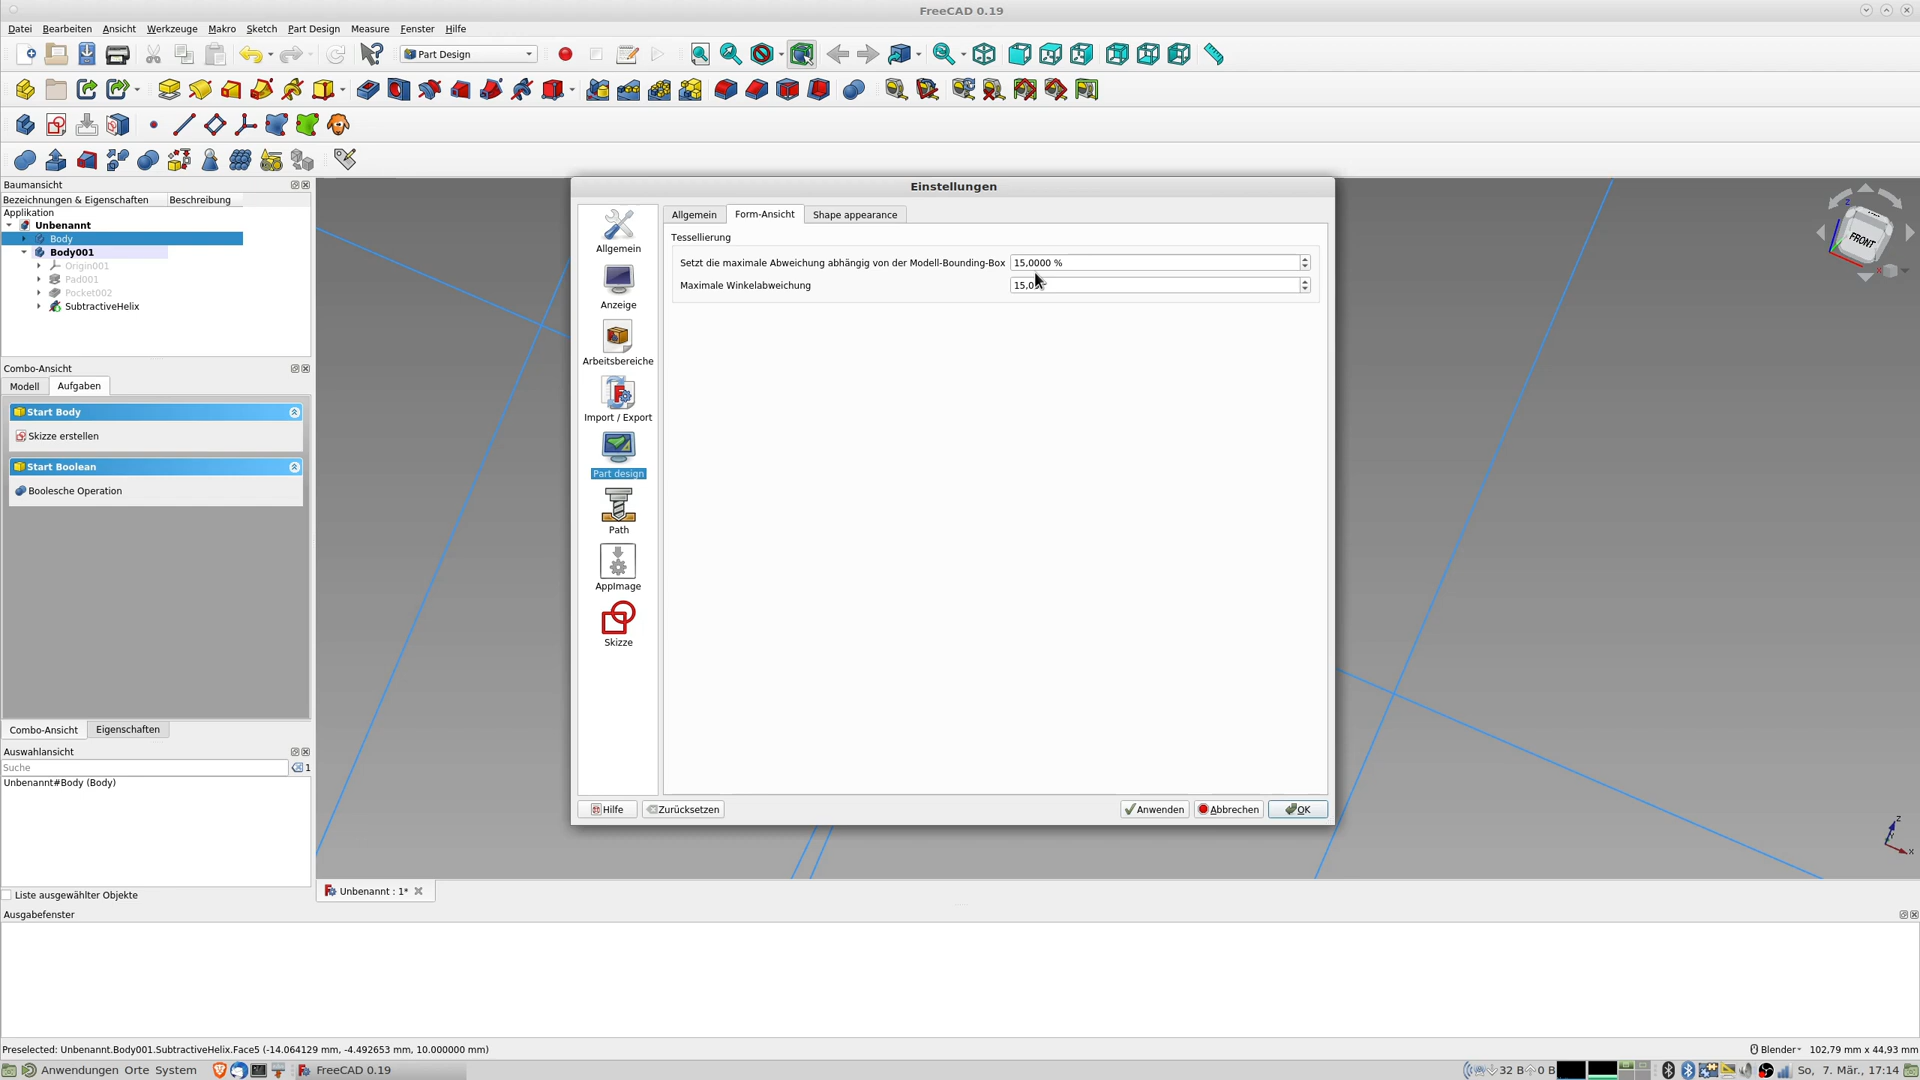 FreeCAD 0.19
Datei Bearbeiten Ansicht Werkzeuge Makro Sketch Part Design Measure Fenster Hilfe
Part Design
Baumansicht
Bezeichnungen & Eigenschaften Beschreibung
Applikation
Unbenannt
Body
Body001
Origin001
Pad001
Pocket002
SubtractiveHelix
Combo-Ansicht
Modell Aufgaben
Start Body
Skizze erstellen
Start Boolean
Boolesche Operation
Combo-Ansicht Eigenschaften
Auswahlansicht
Suche 1
Unbenannt#Body (Body)
Liste ausgewählter Objekte
Ausgabefenster
Einstellungen
Allgemein
Anzeige
Arbeitsbereiche
Import / Export
Part design
Path
AppImage
Skizze
Allgemein Form-Ansicht Shape appearance
Tessellierung
Setzt die maximale Abweichung abhängig von der Modell-Bounding-Box 15,0000 %
Maximale Winkelabweichung
Hilfe Zurücksetzen Anwenden Abbrechen OK
FRONT
Z
Z
X
Unbenannt : 1*
Preselected: Unbenannt.Body001.SubtractiveHelix.Face5 (-14.064129 mm, -4.492653 mm, 10.000000 mm)
Blender 102,79 mm x 44,93 mm
Anwendungen Orte System FreeCAD 0.19 32 B 0 B So, 7. Mär., 17:14